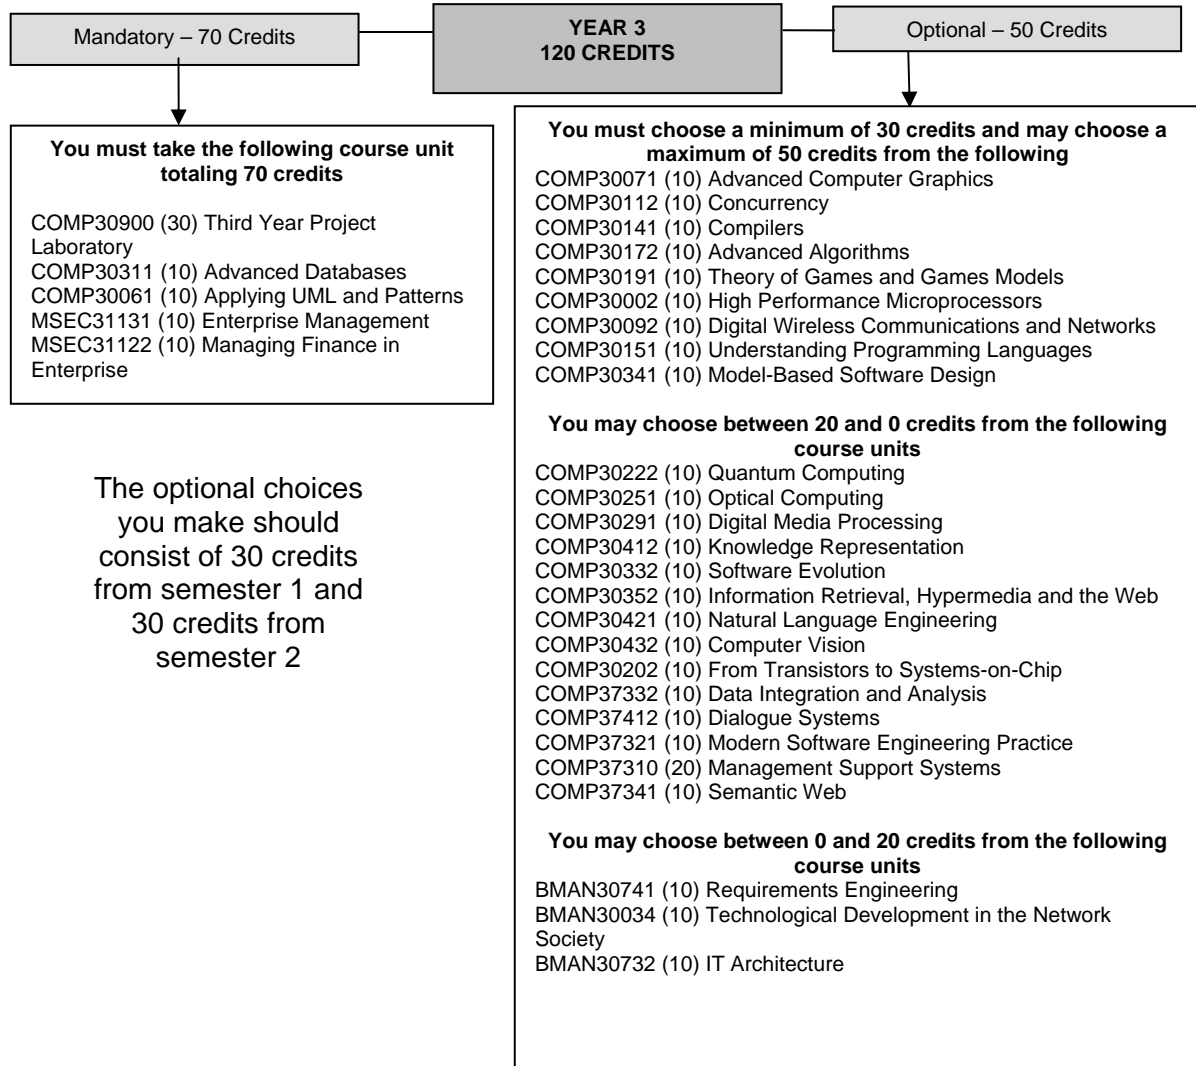 Mandatory – 70 Credits
YEAR 3
120 CREDITS
Optional – 50 Credits
You must take the following course unit
totaling 70 credits
COMP30900 (30) Third Year Project
Laboratory
COMP30311 (10) Advanced Databases
COMP30061 (10) Applying UML and Patterns
MSEC31131 (10) Enterprise Management
MSEC31122 (10) Managing Finance in
Enterprise
The optional choices
you make should
consist of 30 credits
from semester 1 and
30 credits from
semester 2
You must choose a minimum of 30 credits and may choose a
maximum of 50 credits from the following
COMP30071 (10) Advanced Computer Graphics
COMP30112 (10) Concurrency
COMP30141 (10) Compilers
COMP30172 (10) Advanced Algorithms
COMP30191 (10) Theory of Games and Games Models
COMP30002 (10) High Performance Microprocessors
COMP30092 (10) Digital Wireless Communications and Networks
COMP30151 (10) Understanding Programming Languages
COMP30341 (10) Model-Based Software Design
You may choose between 20 and 0 credits from the following
course units
COMP30222 (10) Quantum Computing
COMP30251 (10) Optical Computing
COMP30291 (10) Digital Media Processing
COMP30412 (10) Knowledge Representation
COMP30332 (10) Software Evolution
COMP30352 (10) Information Retrieval, Hypermedia and the Web
COMP30421 (10) Natural Language Engineering
COMP30432 (10) Computer Vision
COMP30202 (10) From Transistors to Systems-on-Chip
COMP37332 (10) Data Integration and Analysis
COMP37412 (10) Dialogue Systems
COMP37321 (10) Modern Software Engineering Practice
COMP37310 (20) Management Support Systems
COMP37341 (10) Semantic Web
You may choose between 0 and 20 credits from the following
course units
BMAN30741 (10) Requirements Engineering
BMAN30034 (10) Technological Development in the Network
Society
BMAN30732 (10) IT Architecture